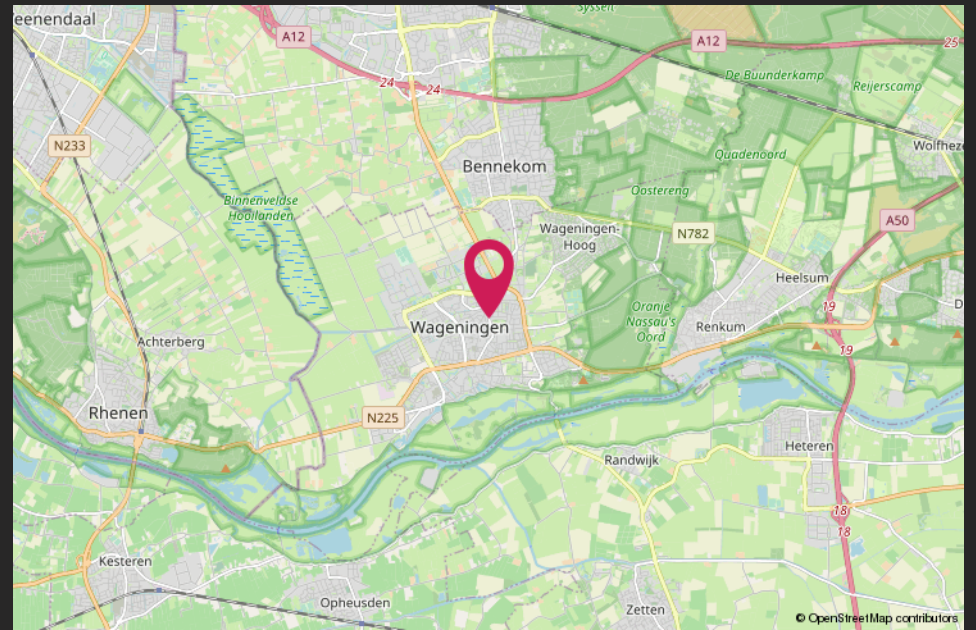 eenendaal
Sysselt
A12
A12
25
24
24
De Buunderkamp
Reijerscamp
N233
Wolfheze
Bennekom
Quadenoord
Oostereng
Binnenveldse
Hooilanden
A50
Wageningen-
Hoog
N782
Heelsum
19
Oranje
Nassau's
Oord
D
Wageningen
Renkum
Achterberg
19
Rhenen
N225
Heteren
Randwijk
18
18
Kesteren
Opheusden
Zetten
© OpenStreetMap contributors